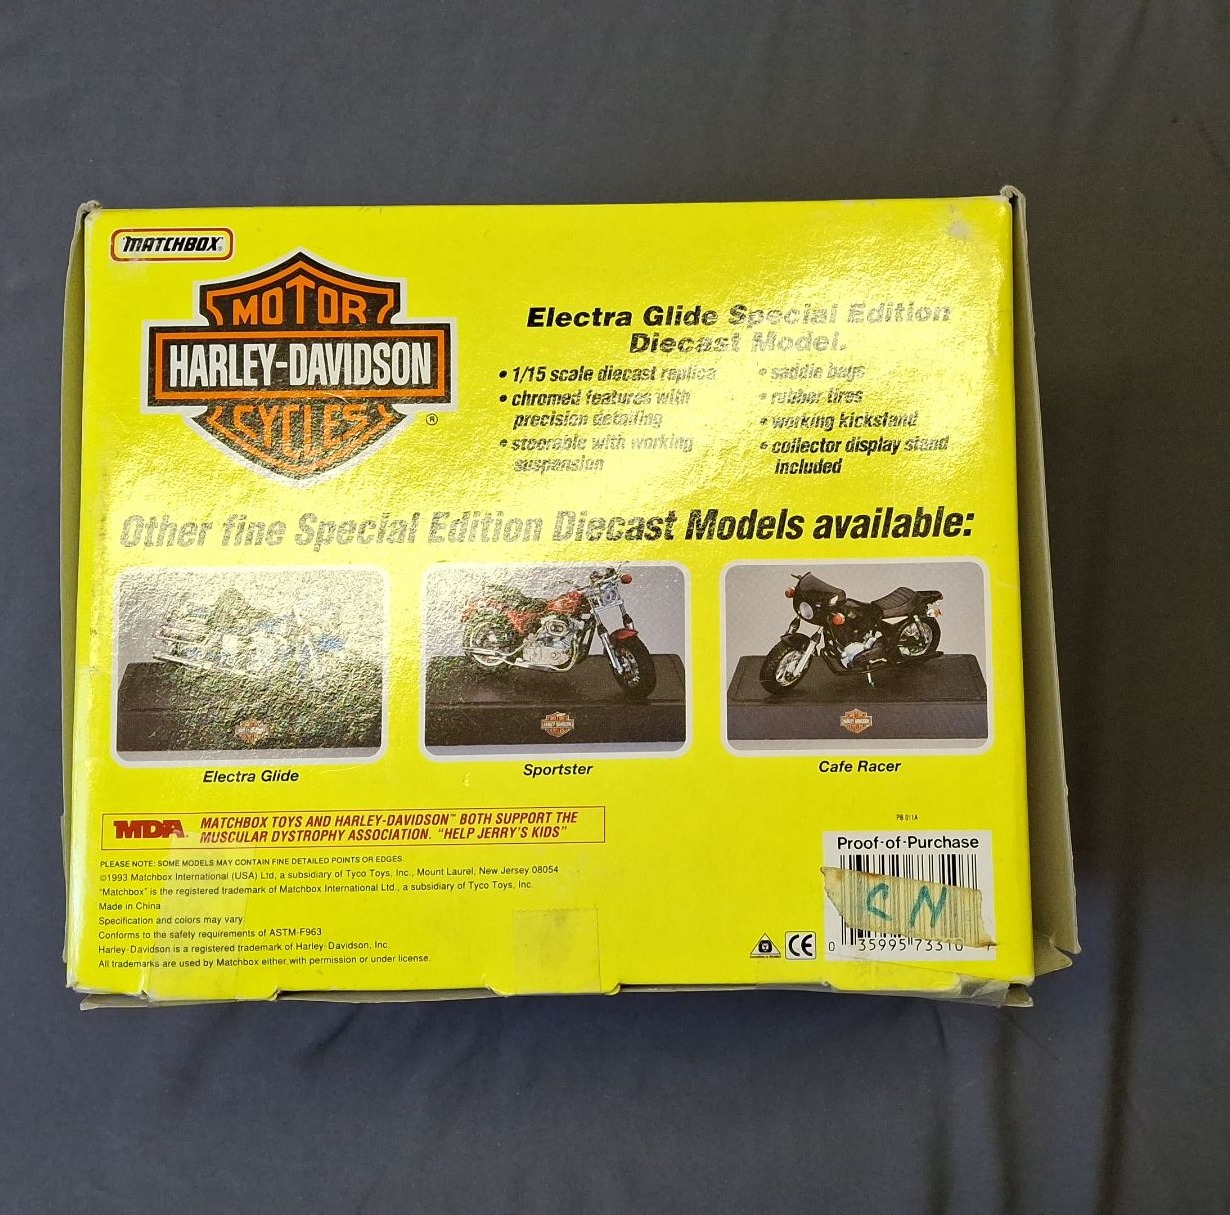 MATCHBOX®
MOTOR
HARLEY-DAVIDSON
CYCLES
®
Electra Glide Special Edition
Diecast Model.
• 1/15 scale diecast replica
• chromed features with
precision detailing
• steerable with working
suspension
• saddle bags
• rubber tires
• working kickstand
• collector display stand
included
Other fine Special Edition Diecast Models available:
Electra Glide
Sportster
Cafe Racer
MDA®
MATCHBOX TOYS AND HARLEY-DAVIDSON™ BOTH SUPPORT THE
MUSCULAR DYSTROPHY ASSOCIATION. “HELP JERRY'S KIDS”
PLEASE NOTE: SOME MODELS MAY CONTAIN FINE DETAILED POINTS OR EDGES.
©1993 Matchbox International (USA) Ltd, a subsidiary of Tyco Toys, Inc., Mount Laurel, New Jersey 08054
“Matchbox” is the registered trademark of Matchbox International Ltd., a subsidiary of Tyco Toys, Inc.
Made in China
Specification and colors may vary.
Conforms to the safety requirements of ASTM-F963
Harley-Davidson is a registered trademark of Harley-Davidson, Inc.
All trademarks are used by Matchbox either with permission or under license.
PB 011A
Proof-of-Purchase
CN
CE
0 35995 73310 7